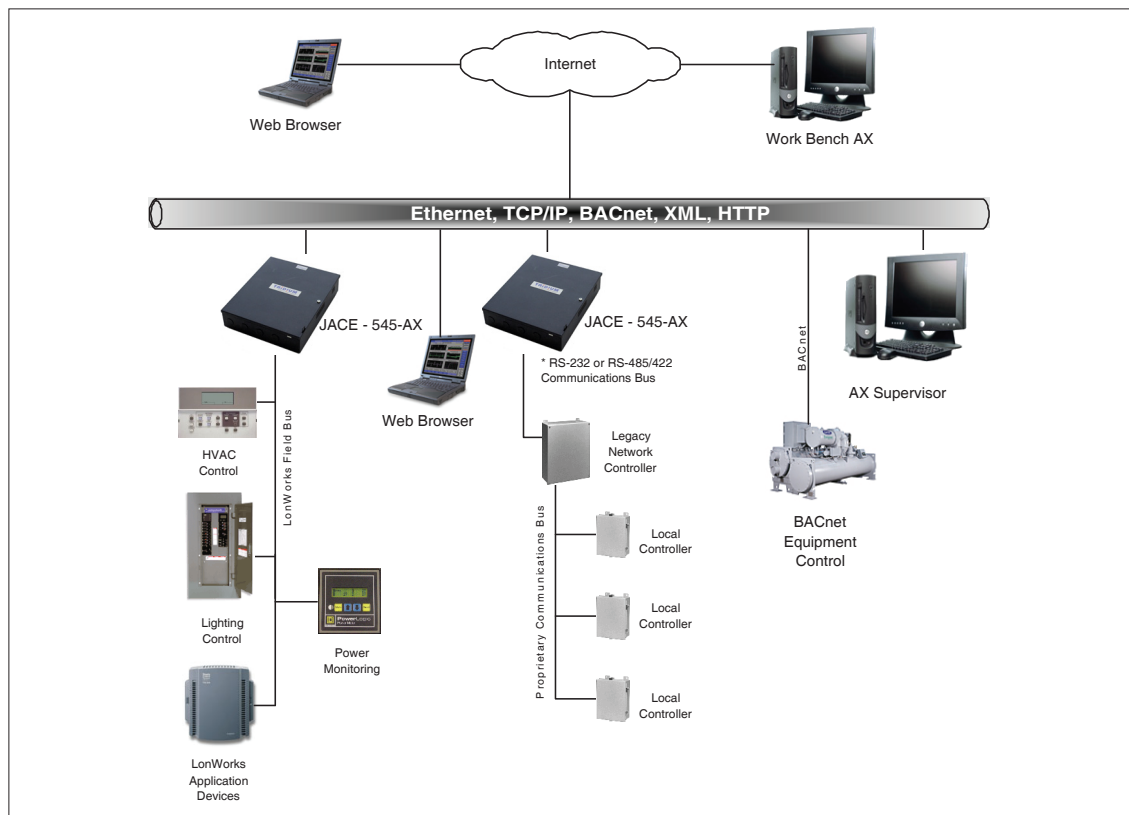 Internet
Web Browser
Work Bench AX
Ethernet, TCP/IP, BACnet, XML, HTTP
JACE - 545-AX
JACE - 545-AX
* RS-232 or RS-485/422
Communications Bus
Web Browser
BACnet
AX Supervisor
HVAC
Control
LonWorks Field Bus
Legacy
Network
Controller
BACnet
Equipment
Control
Lighting
Control
PowerLogic
Power
Monitoring
Proprietary Communications Bus
Local
Controller
Local
Controller
Local
Controller
LonWorks
Application
Devices